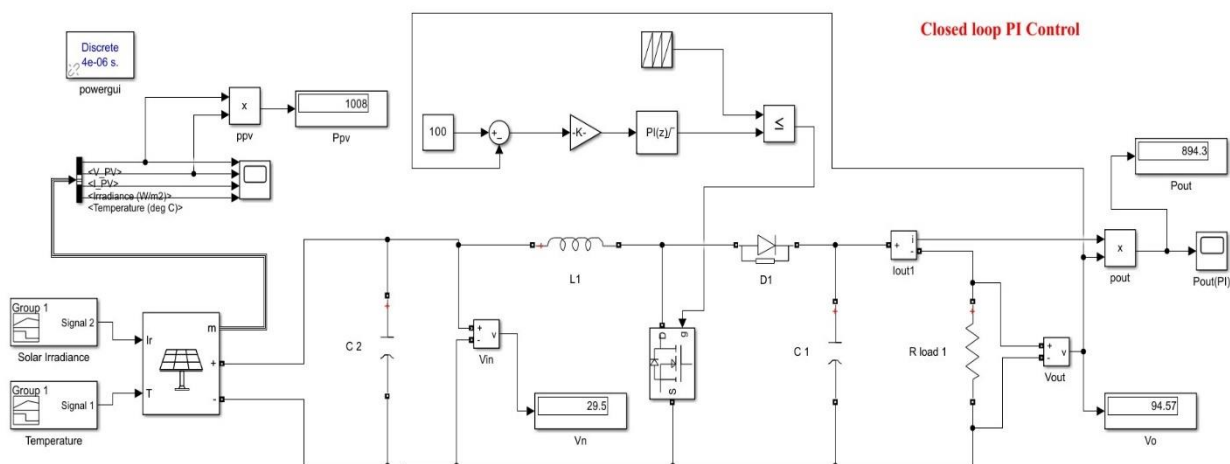 Closed loop PI Control
Discrete
4e-06 s.
powergui
x
ppv
1008
Ppv
<V_PV>
<I_PV>
<Irradiance (W/m2)>
<Temperature (deg C)>
100
+
-K-
PI(z)
≤
894.3
Pout
x
pout
Pout(PI)
L1
D1
+
-
i
Iout1
Group 1
Signal 2
Solar Irradiance
Group 1
Signal 1
Temperature
Ir
T
m
+
-
C 2
+
-
v
Vin
29.5
Vn
D
g
S
C 1
R load 1
+
-
v
Vout
94.57
Vo